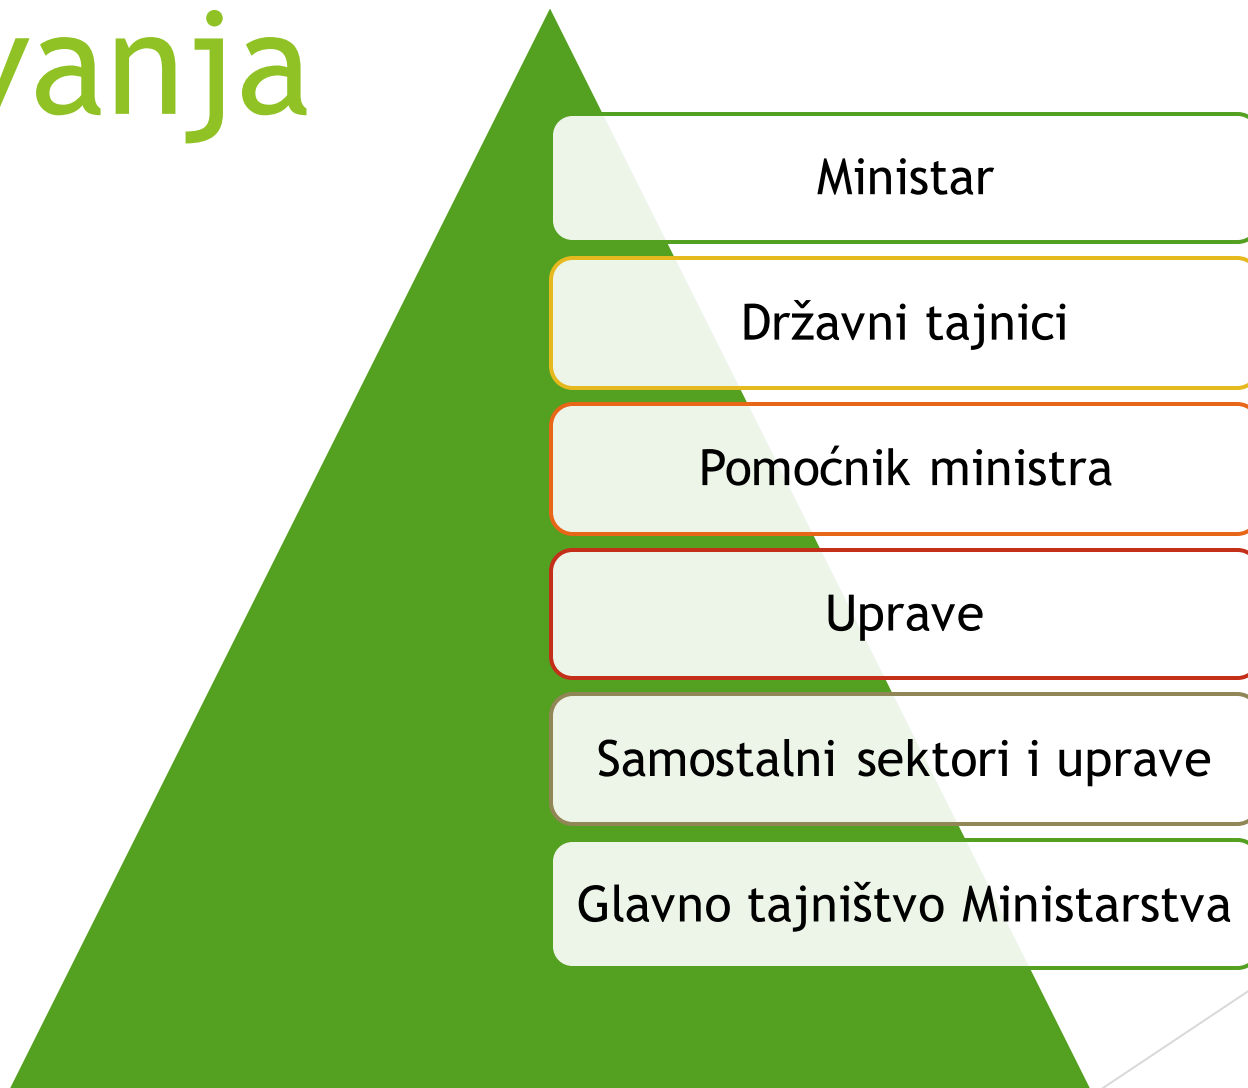 vanja
Ministar
Državni tajnici
Pomoćnik ministra
Uprave
Samostalni sektori i uprave
Glavno tajništvo Ministarstva